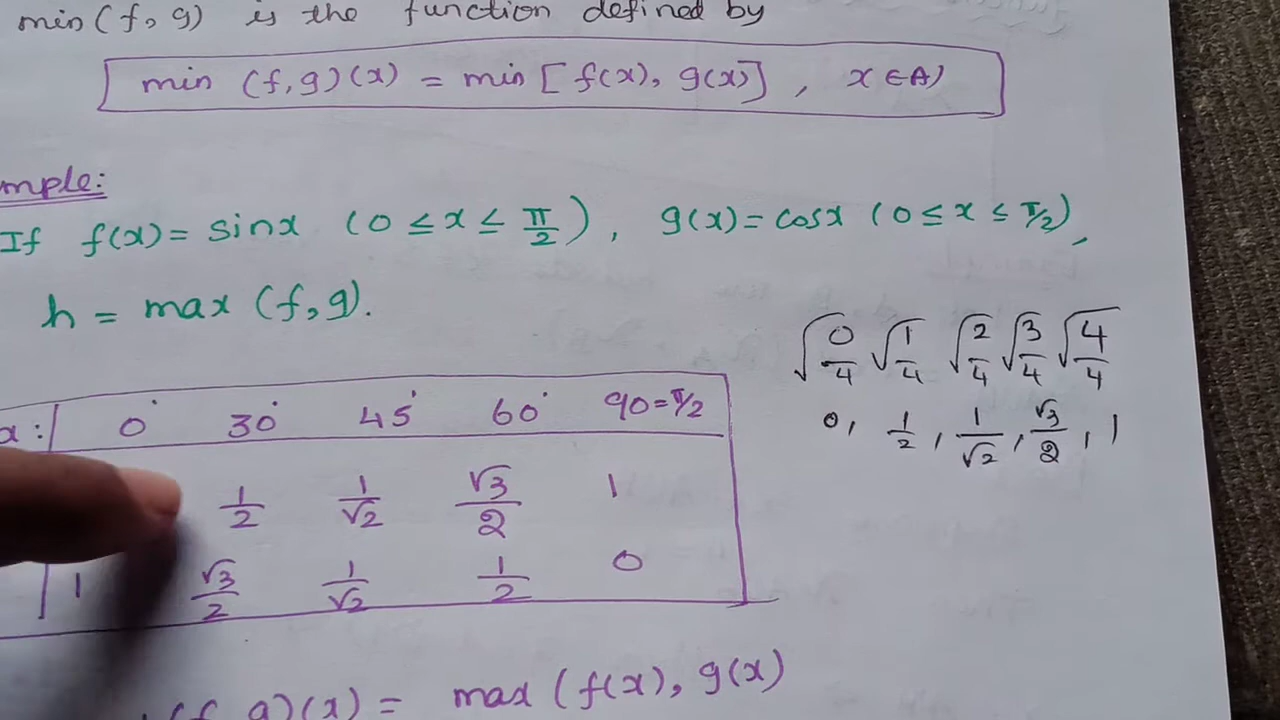 min (f, g) is the function defined by
min (f, g)(x) = min [f(x), g(x)], x ∈ A)
mple:
If f(x) = sinx (0 ≤ x ≤ π/2), g(x) = cosx (0 ≤ x ≤ π/2),
h = max (f, g).
√0/4 √1/4 √2/4 √3/4 √4/4
0, 1/2, 1/√2, √3/2, 1
x: 0° 30° 45° 60° 90=π/2
1/2 1/√2 √3/2 1
1 √3/2 1/√2 1/2 0
(f, g)(x) = max (f(x), g(x)